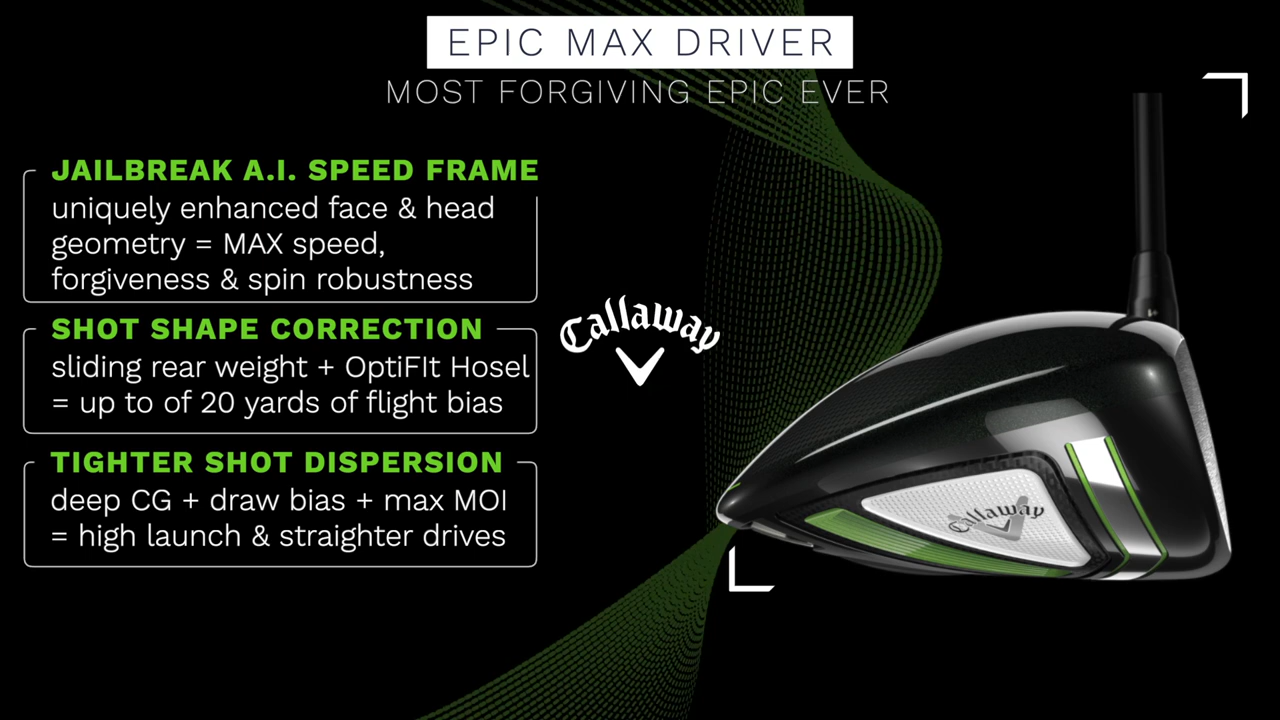 EPIC MAX DRIVER
MOST FORGIVING EPIC EVER
JAILBREAK A.I. SPEED FRAME
uniquely enhanced face & head
geometry = MAX speed,
forgiveness & spin robustness
SHOT SHAPE CORRECTION
sliding rear weight + OptiFIt Hosel
= up to of 20 yards of flight bias
TIGHTER SHOT DISPERSION
deep CG + draw bias + max MOI
= high launch & straighter drives
Callaway
Callaway